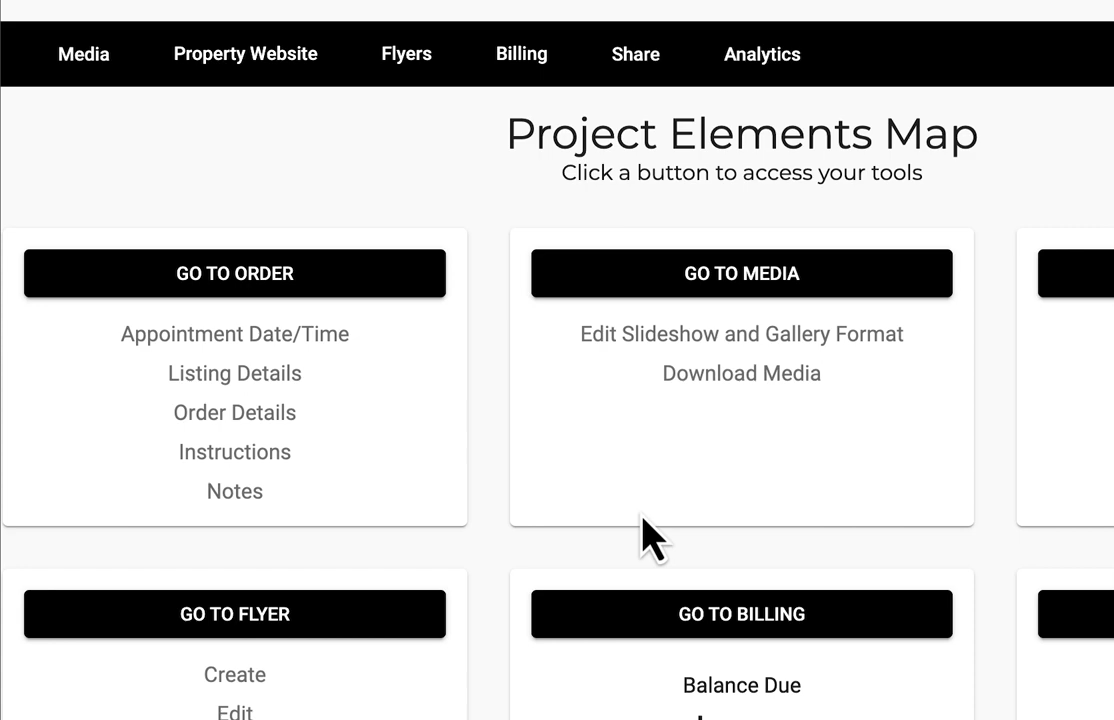 Media Property Website Flyers Billing Share Analytics
Project Elements Map
Click a button to access your tools
GO TO ORDER
Appointment Date/Time
Listing Details
Order Details
Instructions
Notes
GO TO MEDIA
Edit Slideshow and Gallery Format
Download Media
GO TO FLYER
Create
Edit
GO TO BILLING
Balance Due